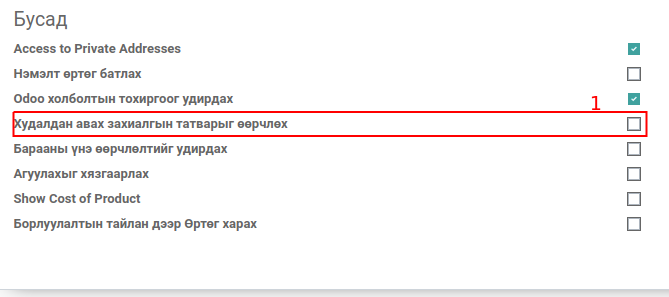 Бусад
Access to Private Addresses
Нэмэлт өртөг батлах
Odoo холболтын тохиргоог удирдах
1
Худалдан авах захиалгын татварыг өөрчлөх
Барааны үнэ өөрчлөлтийг удирдах
Агуулахыг хязгаарлах
Show Cost of Product
Борлуулалтын тайлан дээр Өртөг харах